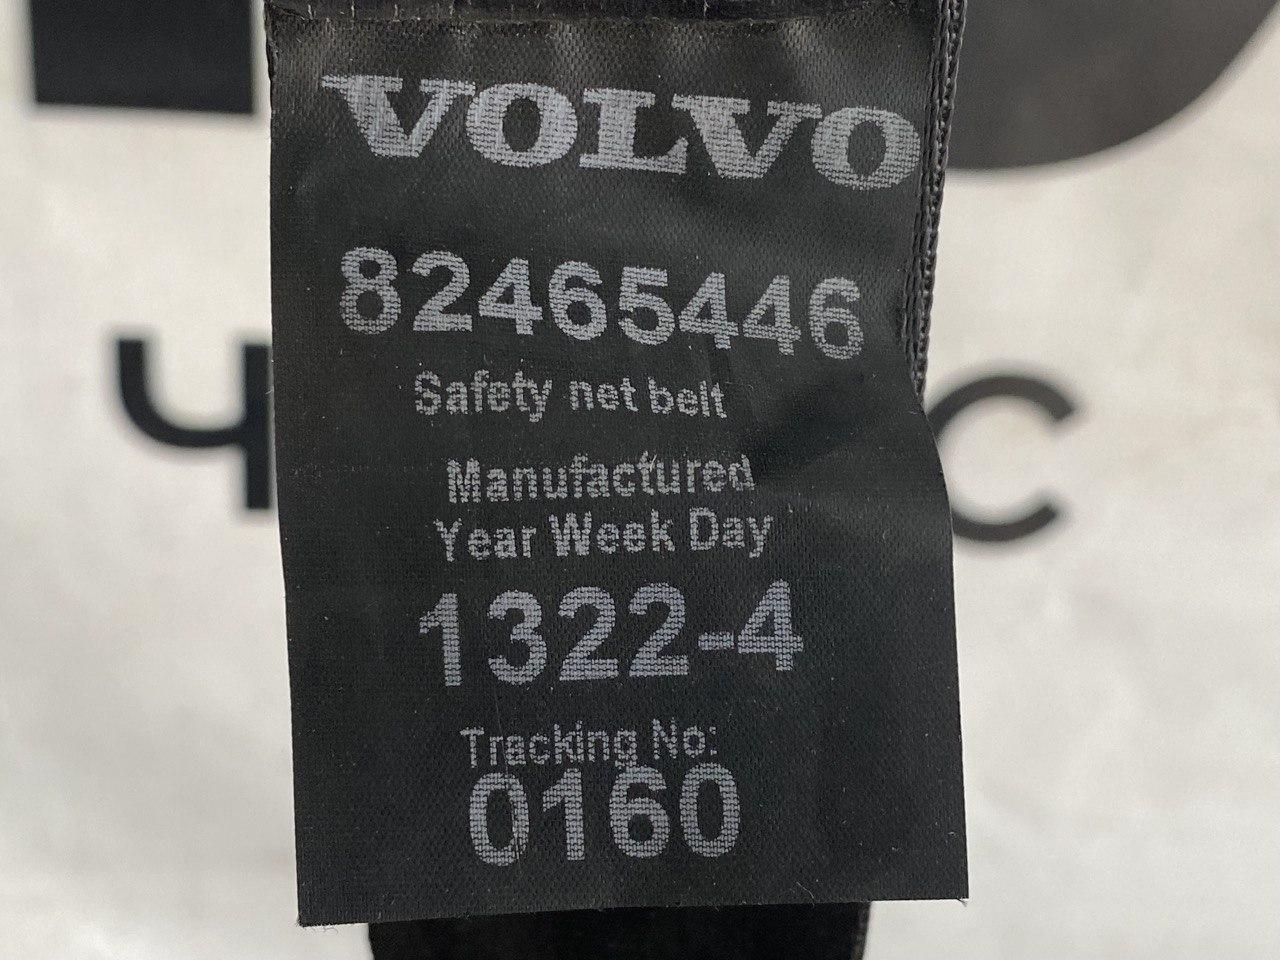 VOLVO
82465446
Safety net belt
Manufactured
Year Week Day
1322-4
Tracking No:
0160